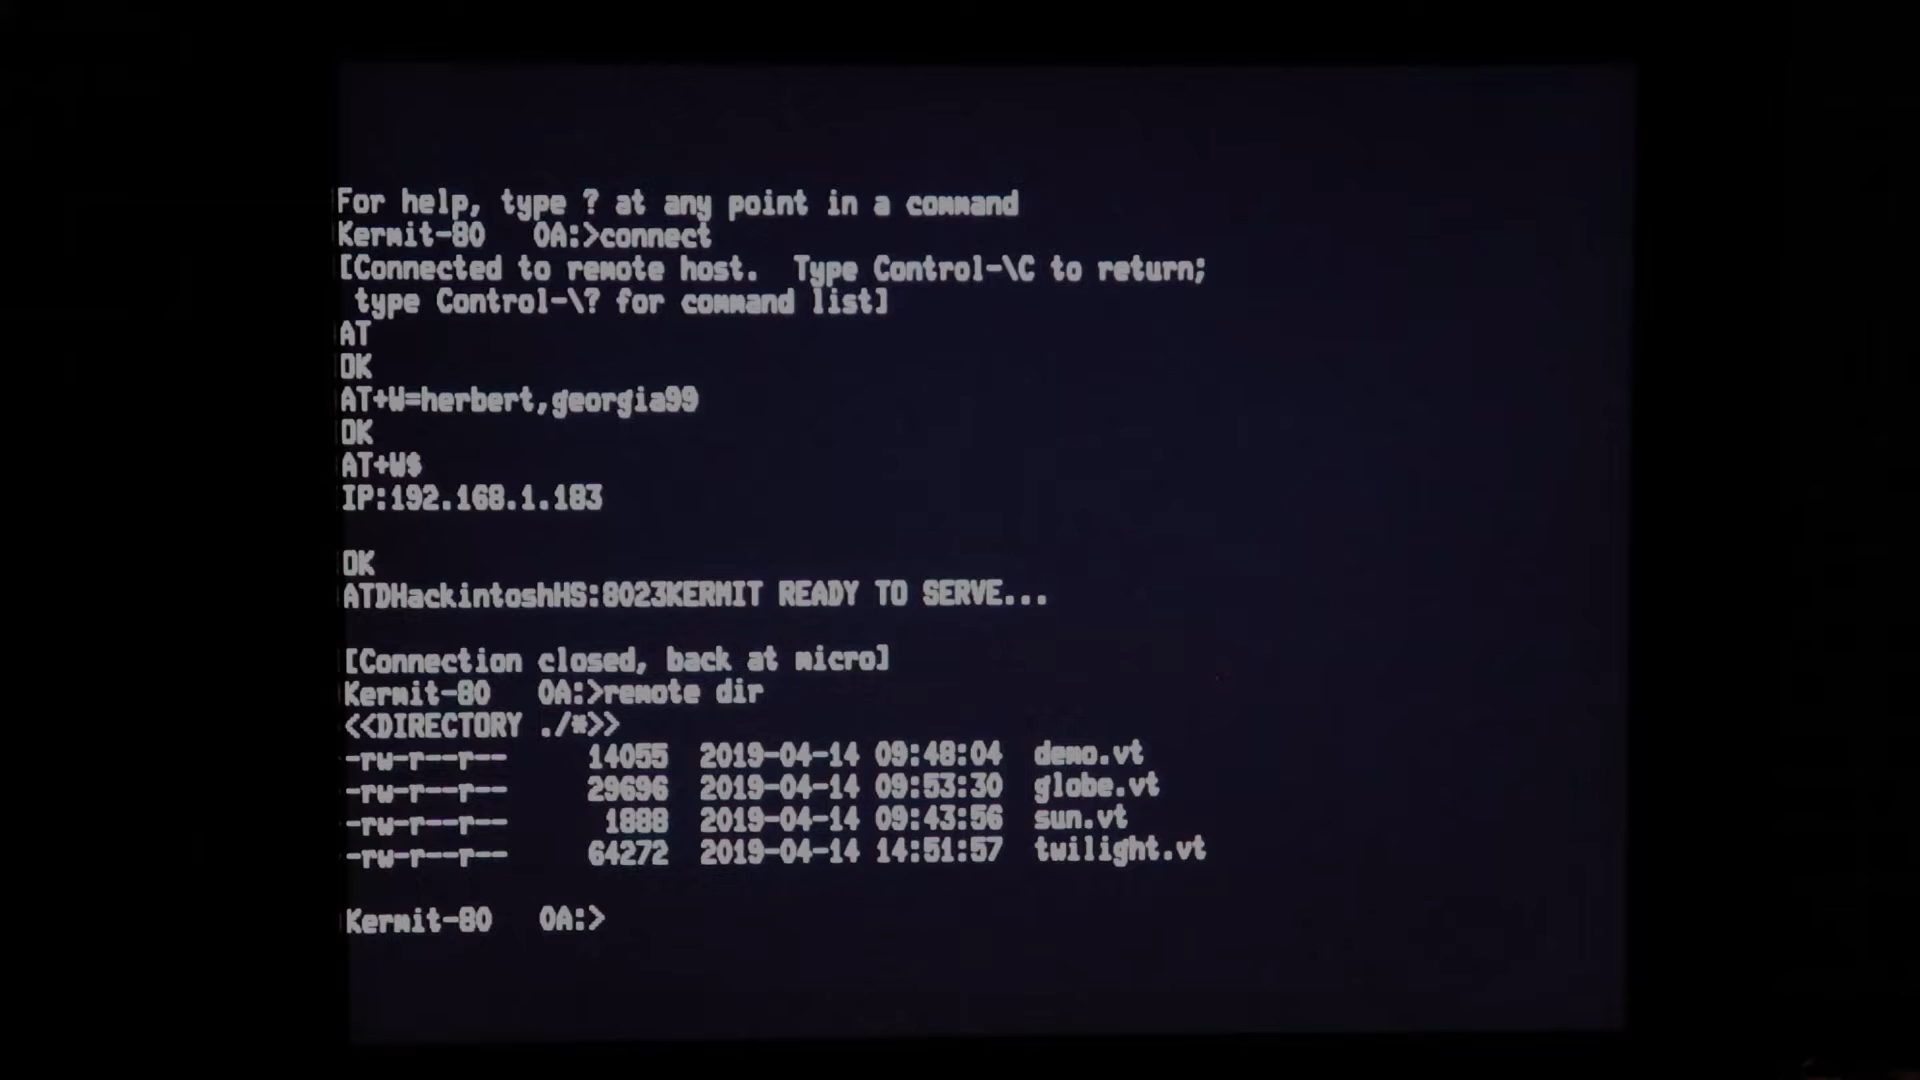 For help, type ? at any point in a command
Kermit-80   0A:>connect
[Connected to remote host.  Type Control-\C to return;
 type Control-\? for command list]
AT
OK
AT+W=herbert,georgia99
OK
AT+W$
IP:192.168.1.183

OK
ATDHackintoshHS:8023KERMIT READY TO SERVE...

[Connection closed, back at micro]
Kermit-80   0A:>remote dir
<<DIRECTORY ./*>>
-rw-r--r--     14055  2019-04-14 09:48:04  demo.vt
-rw-r--r--     29696  2019-04-14 09:53:30  globe.vt
-rw-r--r--      1888  2019-04-14 09:43:56  sun.vt
-rw-r--r--     64272  2019-04-14 14:51:57  twilight.vt

Kermit-80   0A:>